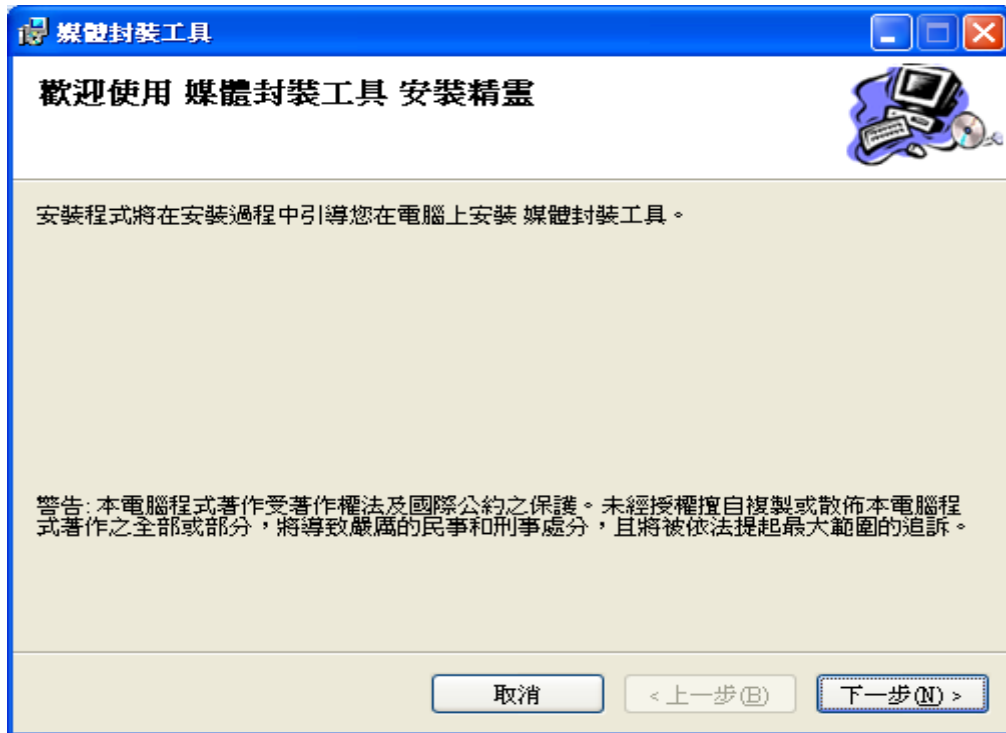 媒體封裝工具
歡迎使用 媒體封裝工具 安裝精靈
安裝程式將在安裝過程中引導您在電腦上安裝 媒體封裝工具。
警告: 本電腦程式著作受著作權法及國際公約之保護。未經授權擅自複製或散佈本電腦程
式著作之全部或部分，將導致嚴厲的民事和刑事處分，且將被依法提起最大範圍的追訴。
取消
< 上一步(B)
下一步(N) >